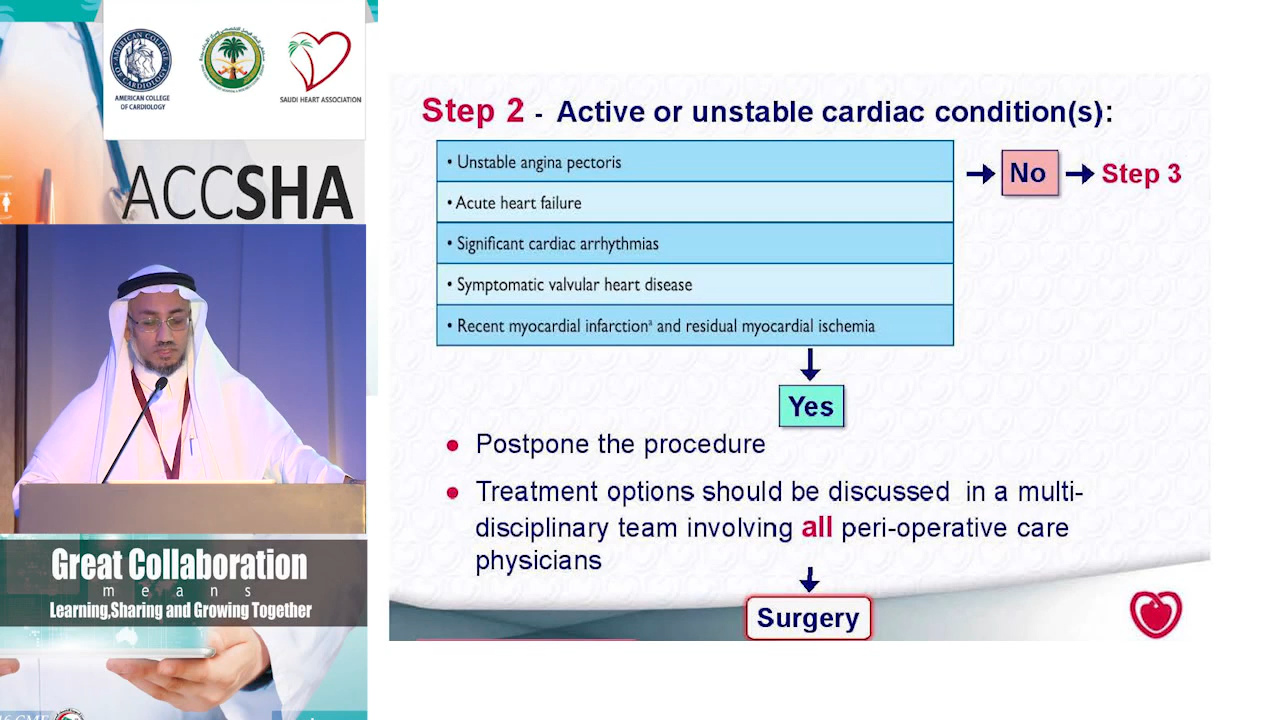 AMERICAN COLLEGE
OF CARDIOLOGY
SAUDI HEART ASSOCIATION
ACCSHA
Great Collaboration
means
Learning,Sharing and Growing Together
Step 2 - Active or unstable cardiac condition(s):
• Unstable angina pectoris
• Acute heart failure
• Significant cardiac arrhythmias
• Symptomatic valvular heart disease
• Recent myocardial infarctionᵃ and residual myocardial ischemia
No
Step 3
Yes
● Postpone the procedure
● Treatment options should be discussed in a multi-
disciplinary team involving all peri-operative care
physicians
Surgery